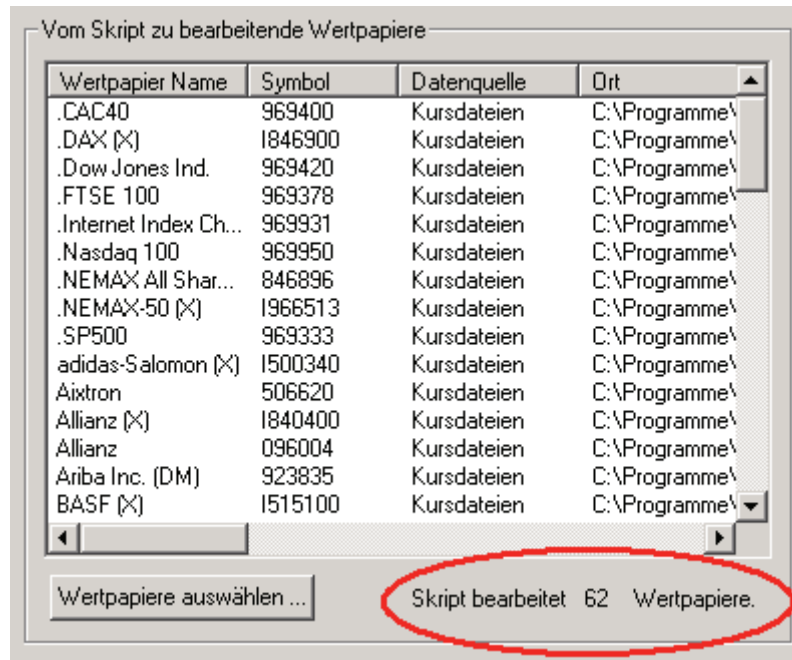 Vom Skript zu bearbeitende Wertpapiere
Wertpapier Name Symbol Datenquelle Ort
.CAC40 969400 Kursdateien C:\Programme\
.DAX (X) I846900 Kursdateien C:\Programme\
.Dow Jones Ind. 969420 Kursdateien C:\Programme\
.FTSE 100 969378 Kursdateien C:\Programme\
.Internet Index Ch... 969931 Kursdateien C:\Programme\
.Nasdaq 100 969950 Kursdateien C:\Programme\
.NEMAX All Shar... 846896 Kursdateien C:\Programme\
.NEMAX-50 (X) I966513 Kursdateien C:\Programme\
.SP500 969333 Kursdateien C:\Programme\
adidas-Salomon (X) I500340 Kursdateien C:\Programme\
Aixtron 506620 Kursdateien C:\Programme\
Allianz (X) I840400 Kursdateien C:\Programme\
Allianz 096004 Kursdateien C:\Programme\
Ariba Inc. (DM) 923835 Kursdateien C:\Programme\
BASF (X) I515100 Kursdateien C:\Programme\
Wertpapiere auswählen ... Skript bearbeitet 62 Wertpapiere.